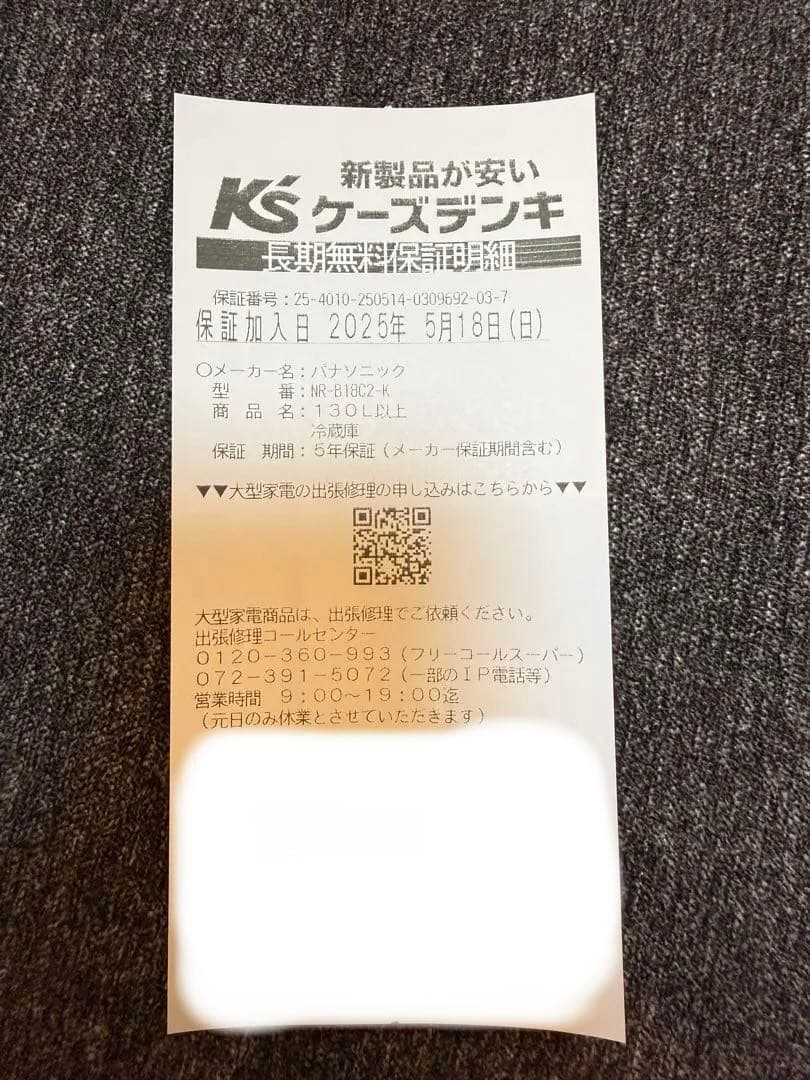 新製品が安い
K's ケーズデンキ
長期無料保証明細
保証番号：25-4010-250514-0309692-03-7
保証加入日 2025年 5月18日(日)
〇メーカー名：パナソニック
型　　番：NR-B18C2-K
商　品　名：１３０Ｌ以上
冷蔵庫
保証　期間：５年保証（メーカー保証期間含む）
▼▼大型家電の出張修理の申し込みはこちらから▼▼
大型家電商品は、出張修理でご依頼ください。
出張修理コールセンター
０１２０－３６０－９９３（フリーコールスーパー）
０７２－３９１－５０７２（一部のＩＰ電話等）
営業時間　９：００～１９：００迄
（元日のみ休業とさせていただきます）